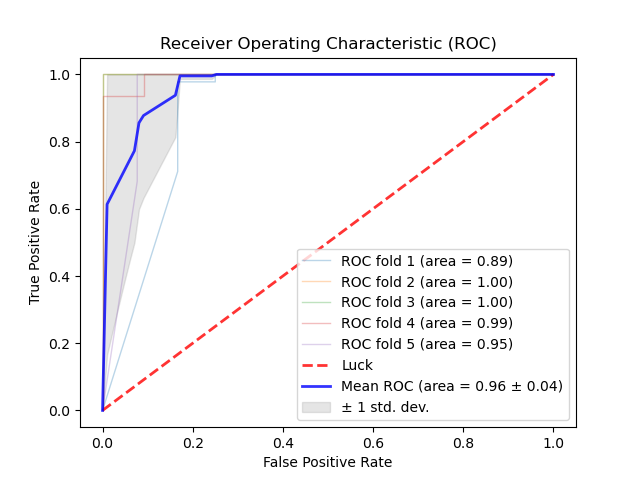 Receiver Operating Characteristic (ROC)
True Positive Rate
1.0
0.8
0.6
0.4
0.2
0.0
ROC fold 1 (area = 0.89)
ROC fold 2 (area = 1.00)
ROC fold 3 (area = 1.00)
ROC fold 4 (area = 0.99)
ROC fold 5 (area = 0.95)
Luck
Mean ROC (area = 0.96 ± 0.04)
± 1 std. dev.
0.0 0.2 0.4 0.6 0.8 1.0
False Positive Rate